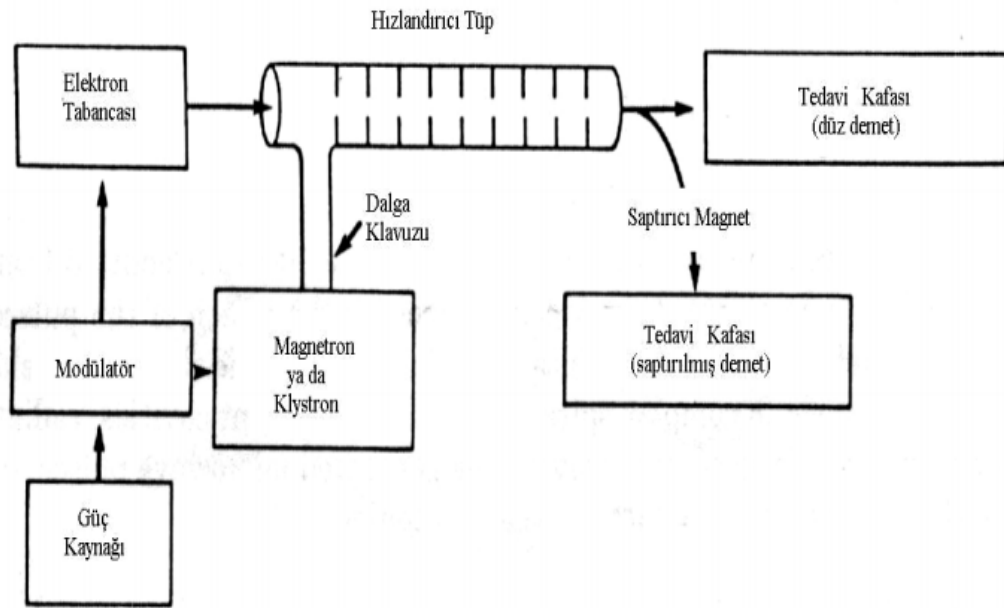 Hızlandırıcı Tüp
Elektron
Tabancası
Tedavi Kafası
(düz demet)
Dalga
Klavuzu
Saptırıcı Magnet
Modülatör
Magnetron
ya da
Klystron
Tedavi Kafası
(saptırılmış demet)
Güç
Kaynağı